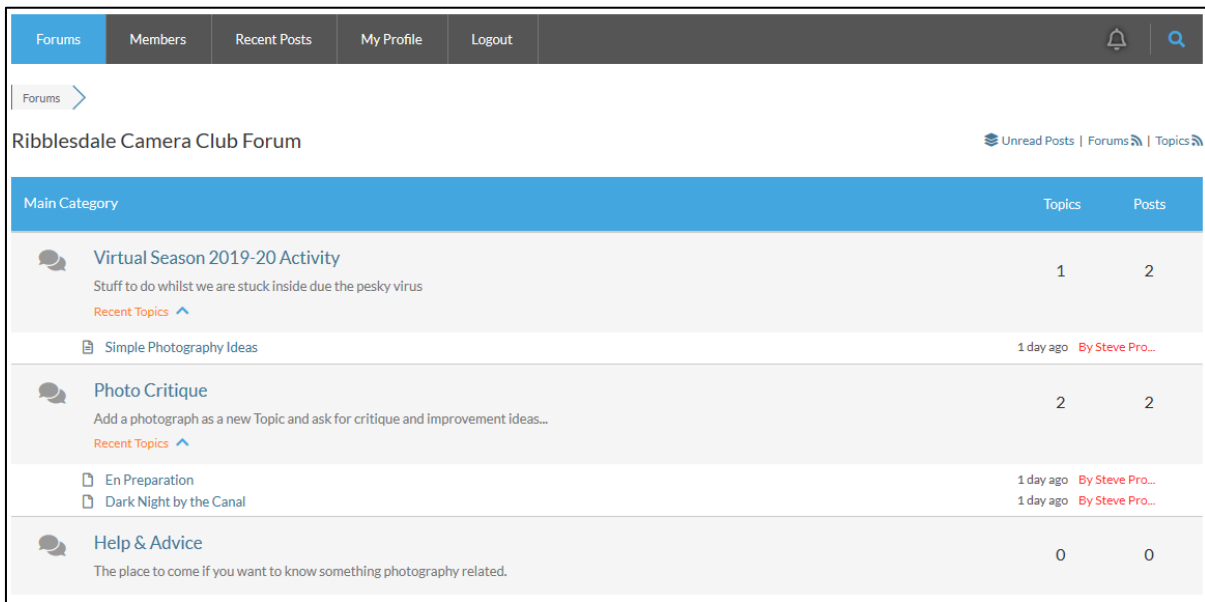 Forums Members Recent Posts My Profile Logout
Forums
Ribblesdale Camera Club Forum Unread Posts | Forums | Topics
Main Category Topics Posts
Virtual Season 2019-20 Activity 1 2
Stuff to do whilst we are stuck inside due the pesky virus
Recent Topics
Simple Photography Ideas 1 day ago By Steve Pro...
Photo Critique 2 2
Add a photograph as a new Topic and ask for critique and improvement ideas...
Recent Topics
En Preparation 1 day ago By Steve Pro...
Dark Night by the Canal 1 day ago By Steve Pro...
Help & Advice 0 0
The place to come if you want to know something photography related.